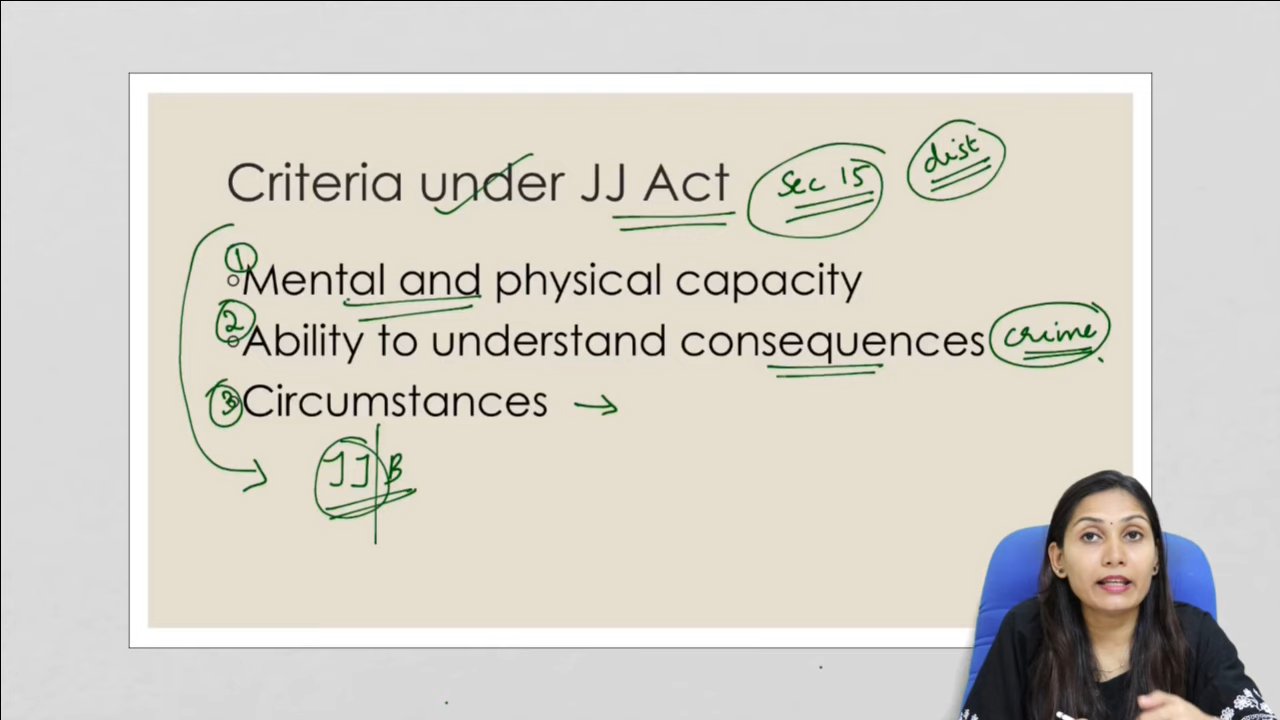 Criteria under JJ Act Sec 15 dist
① Mental and physical capacity
② Ability to understand consequences crime
③ Circumstances →
JJB